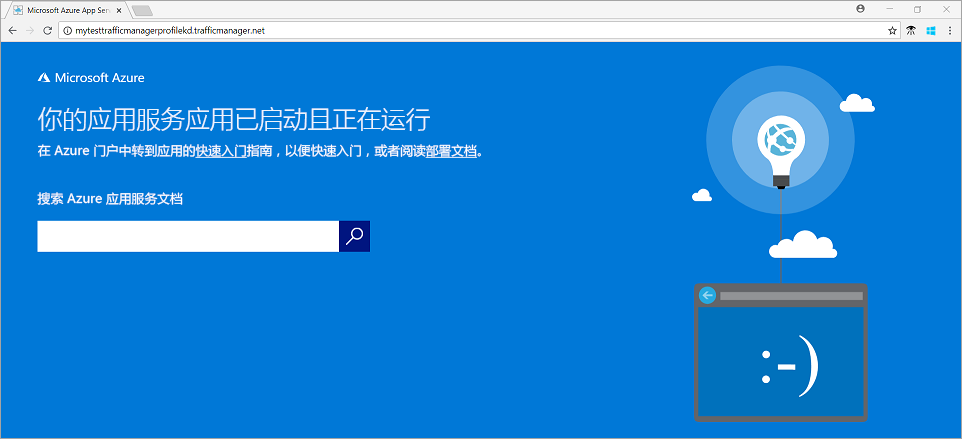 Microsoft Azure App Ser
mytesttrafficmanagerprofilekd.trafficmanager.net
Microsoft Azure
你的应用服务应用已启动且正在运行
在 Azure 门户中转到应用的快速入门指南，以便快速入门，或者阅读部署文档。
搜索 Azure 应用服务文档
:-)